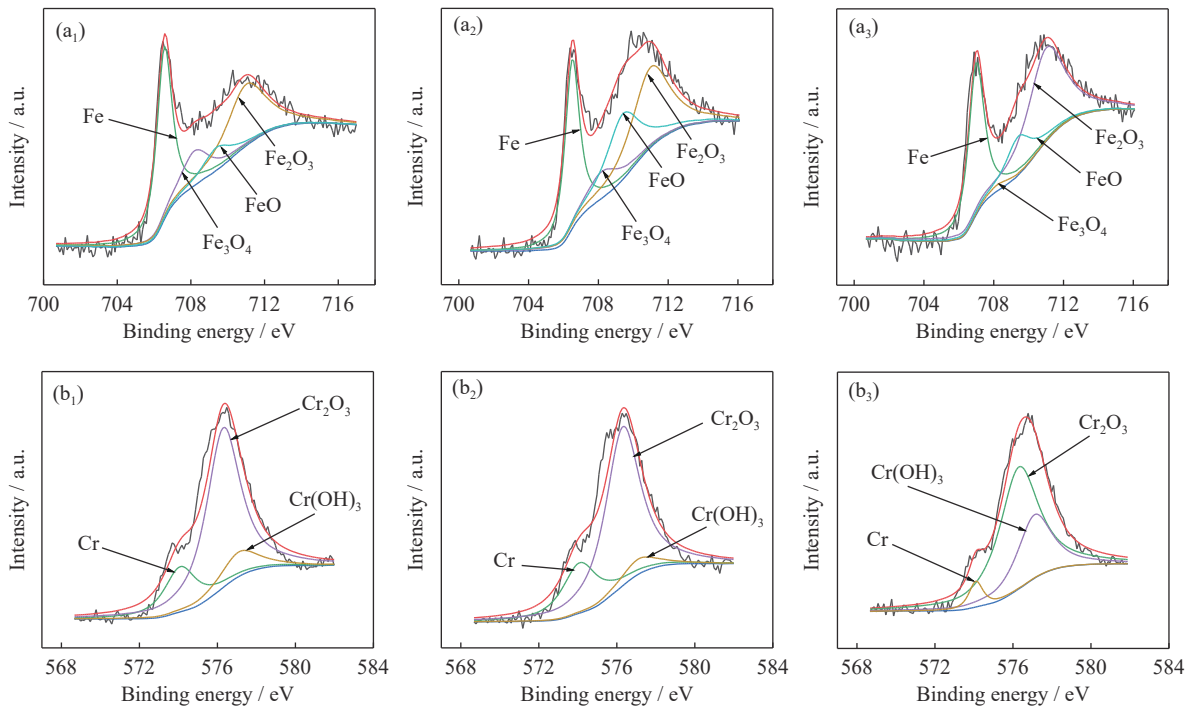 (a₁)
Fe
Fe₂O₃
FeO
Fe₃O₄
Intensity / a.u.
700 704 708 712 716
Binding energy / eV
(a₂)
Fe
Fe₂O₃
FeO
Fe₃O₄
Intensity / a.u.
700 704 708 712 716
Binding energy / eV
(a₃)
Fe
Fe₂O₃
FeO
Fe₃O₄
Intensity / a.u.
700 704 708 712 716
Binding energy / eV
(b₁)
Cr₂O₃
Cr(OH)₃
Cr
Intensity / a.u.
568 572 576 580 584
Binding energy / eV
(b₂)
Cr₂O₃
Cr(OH)₃
Cr
Intensity / a.u.
568 572 576 580 584
Binding energy / eV
(b₃)
Cr₂O₃
Cr(OH)₃
Cr
Intensity / a.u.
568 572 576 580 584
Binding energy / eV